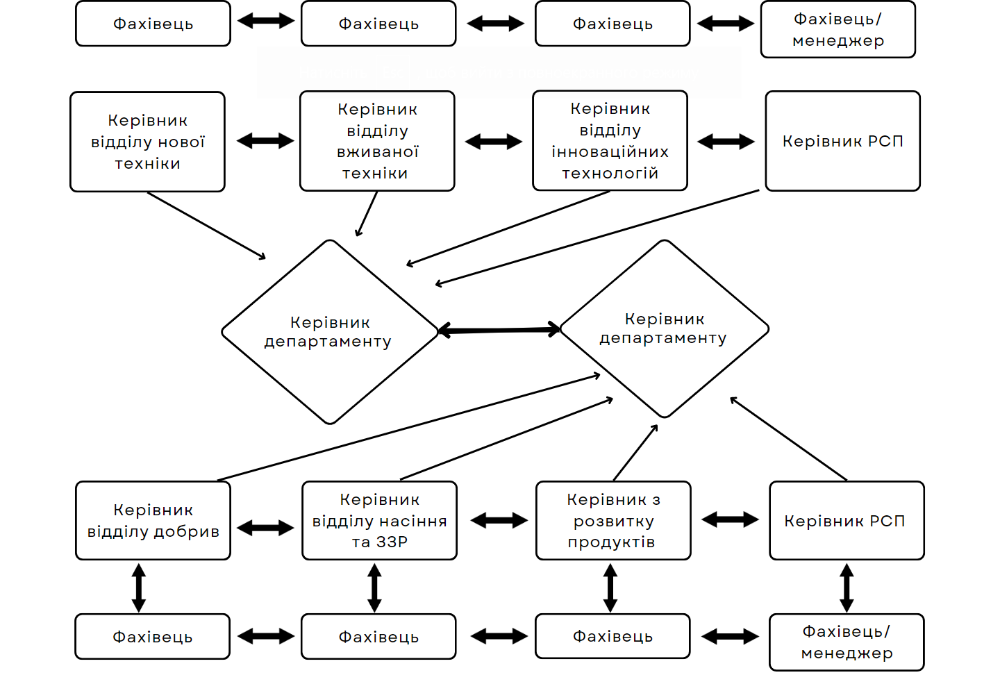 Фахівець
Фахівець
Фахівець
Фахівець/
менеджер
Керівник
відділу нової
техніки
Керівник
відділу
вживаної
техніки
Керівник
відділу
інноваційних
технологій
Керівник РСП
Керівник
департаменту
Керівник
департаменту
Керівник
відділу добрив
Керівник
відділу насіння
та ЗЗР
Керівник з
розвитку
продуктів
Керівник РСП
Фахівець
Фахівець
Фахівець
Фахівець/
менеджер